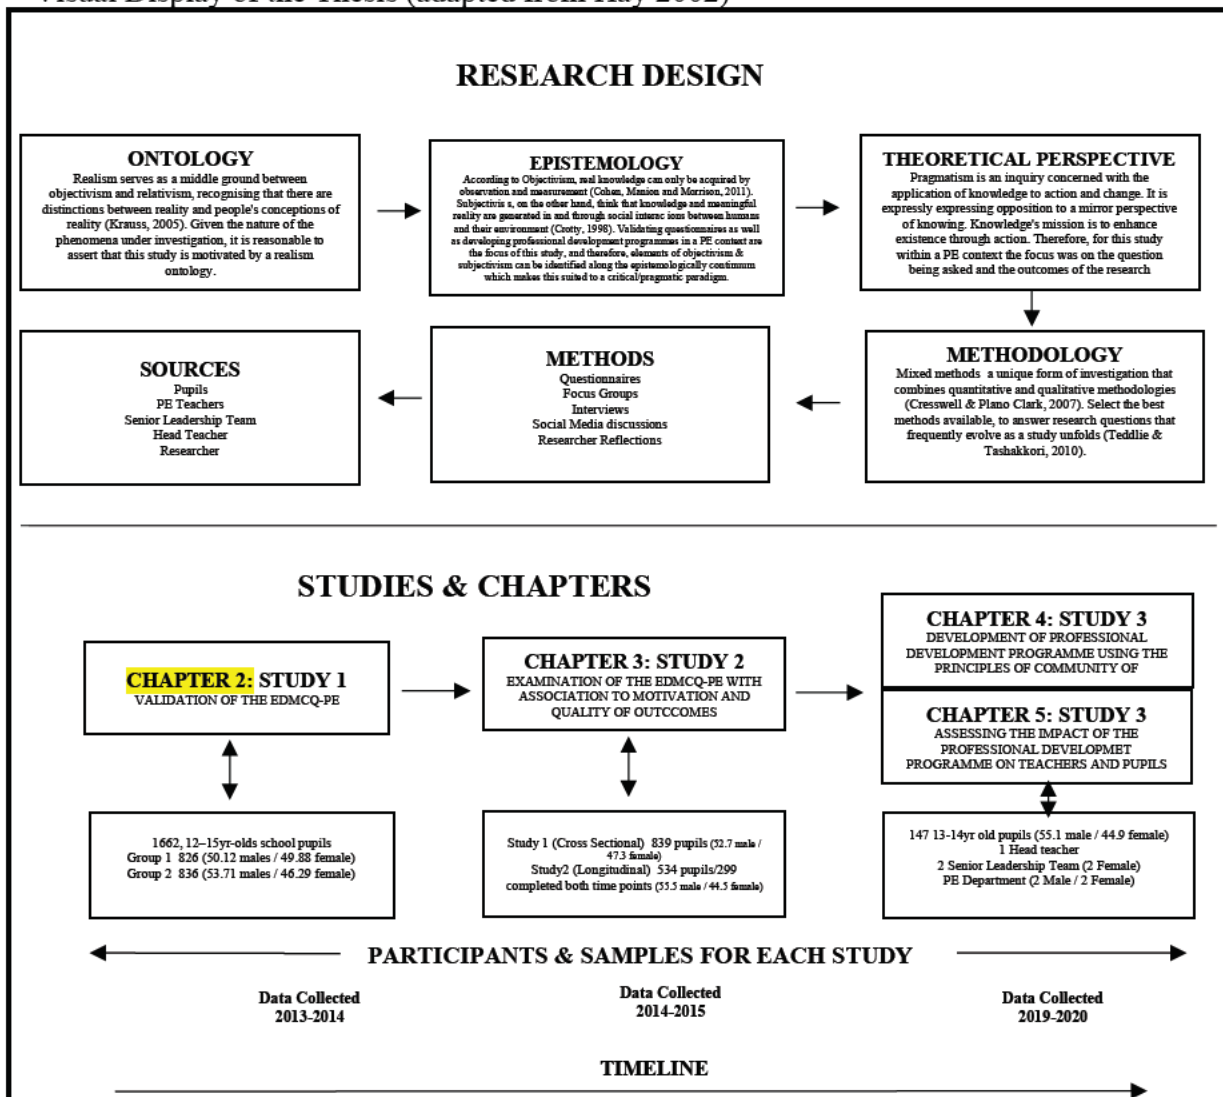 Visual Display of the Thesis (adapted from Hay 2002)
RESEARCH DESIGN
ONTOLOGY
Realism serves as a middle ground between
objectivism and relativism, recognising that there are
distinctions between reality and people's conceptions of
reality (Krauss, 2005). Given the nature of the
phenomena under investigation, it is reasonable to
assert that this study is motivated by a realism
ontology.
EPISTEMOLOGY
According to Objectivism, real knowledge can only be acquired by
observation and measurement (Cohen, Manion and Morrison, 2011).
Subjectivis s, on the other hand, think that knowledge and meaningful
reality are generated in and through social interac ions between humans
and their environment (Crotty, 1998). Validating questionnaires as well
as developing professional development programmes in a PE context are
the focus of this study, and therefore, elements of objectivism &
subjectivism can be identified along the epistemologically continuum
which makes this suited to a critical/pragmatic paradigm.
THEORETICAL PERSPECTIVE
Pragmatism is an inquiry concerned with the
application of knowledge to action and change. It is
expressly expressing opposition to a mirror perspective
of knowing. Knowledge's mission is to enhance
existence through action. Therefore, for this study
within a PE context the focus was on the question
being asked and the outcomes of the research
SOURCES
Pupils
PE Teachers
Senior Leadership Team
Head Teacher
Researcher
METHODS
Questionnaires
Focus Groups
Interviews
Social Media discussions
Researcher Reflections
METHODOLOGY
Mixed methods a unique form of investigation that
combines quantitative and qualitative methodologies
(Cresswell & Plano Clark, 2007). Select the best
methods available, to answer research questions that
frequently evolve as a study unfolds (Teddlie &
Tashakkori, 2010).
STUDIES & CHAPTERS
CHAPTER 2: STUDY 1
VALIDATION OF THE EDMCQ-PE
CHAPTER 3: STUDY 2
EXAMINATION OF THE EDMCQ-PE WITH
ASSOCIATION TO MOTIVATION AND
QUALITY OF OUTCCOMES
CHAPTER 4: STUDY 3
DEVELOPMENT OF PROFESSIONAL
DEVELOPMENT PROGRAMME USING THE
PRINCIPLES OF COMMUNITY OF
CHAPTER 5: STUDY 3
ASSESSING THE IMPACT OF THE
PROFESSIONAL DEVELOPMET
PROGRAMME ON TEACHERS AND PUPILS
1662, 12–15yr-olds school pupils
Group 1 826 (50.12 males / 49.88 female)
Group 2 836 (53.71 males / 46.29 female)
Study 1 (Cross Sectional) 839 pupils (52.7 male /
47.3 female)
Study2 (Longitudinal) 534 pupils/299
completed both time points (55.5 male / 44.5 female)
147 13-14yr old pupils (55.1 male / 44.9 female)
1 Head teacher
2 Senior Leadership Team (2 Female)
PE Department (2 Male / 2 Female)
PARTICIPANTS & SAMPLES FOR EACH STUDY
Data Collected
2013-2014
Data Collected
2014-2015
Data Collected
2019-2020
TIMELINE